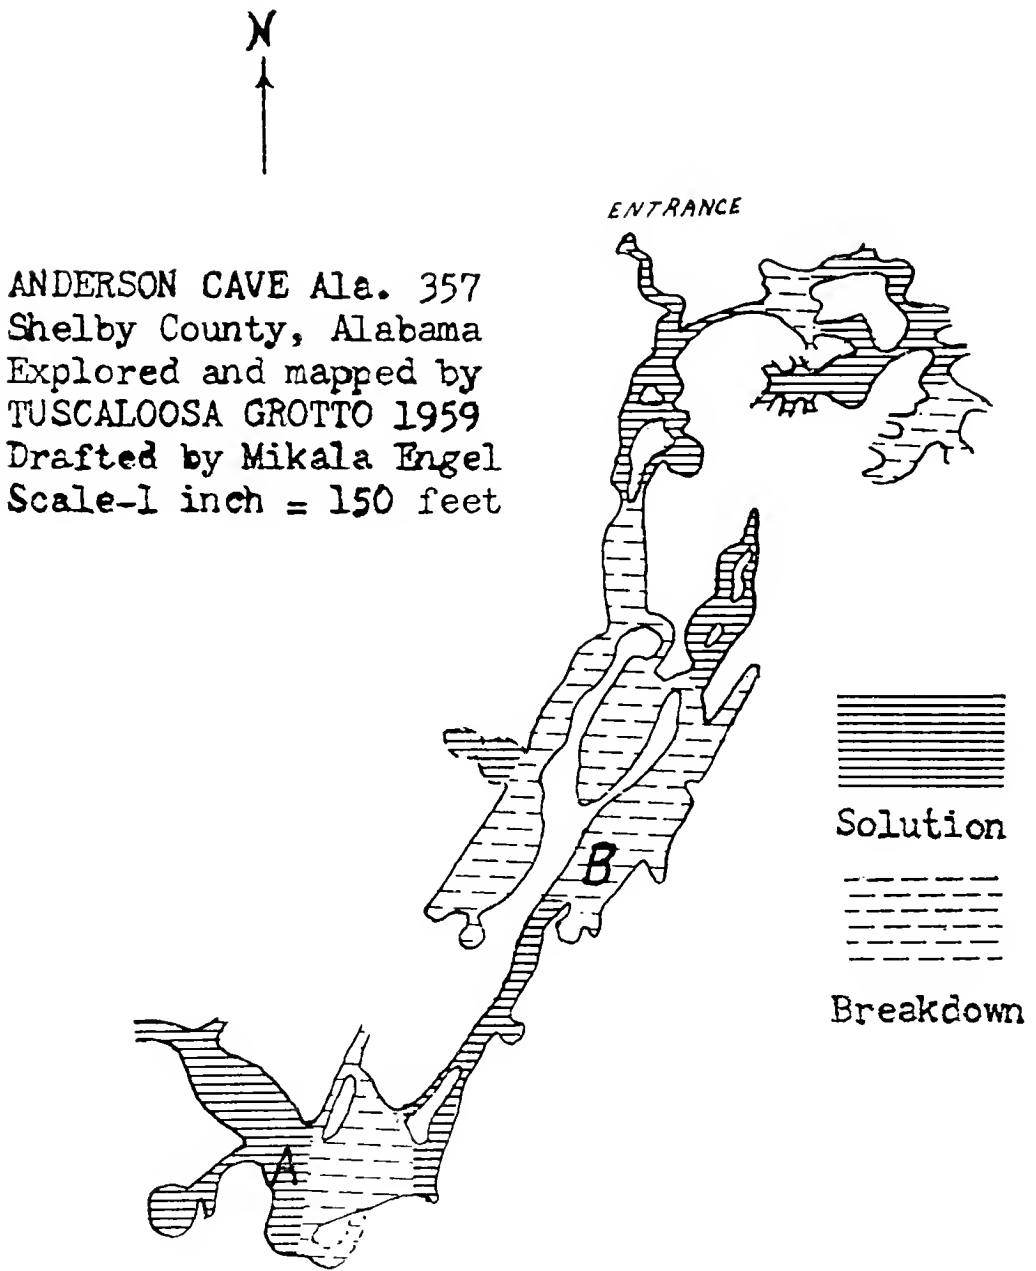 N
ENTRANCE
ANDERSON CAVE Ala. 357
Shelby County, Alabama
Explored and mapped by
TUSCALOOSA GROTTO 1959
Drafted by Mikala Engel
Scale-1 inch = 150 feet
Solution
B
Breakdown
A